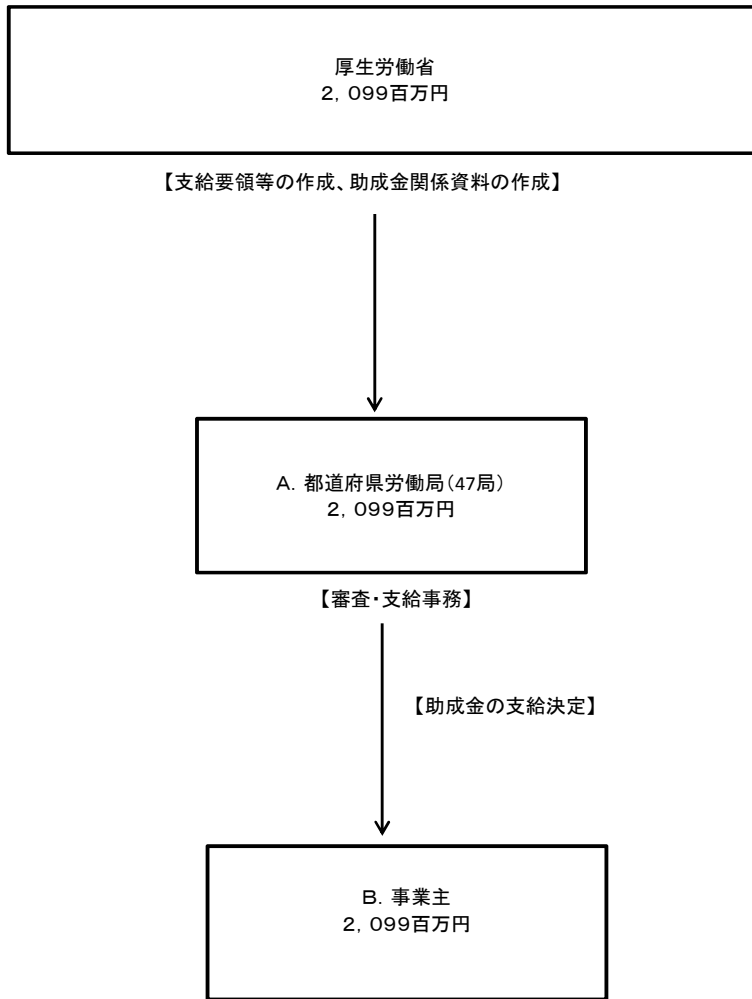 厚生労働省
２，０９９百万円
【支給要領等の作成、助成金関係資料の作成】
Ａ．都道府県労働局（47局）
２，０９９百万円
【審査・支給事務】
【助成金の支給決定】
Ｂ．事業主
２，０９９百万円